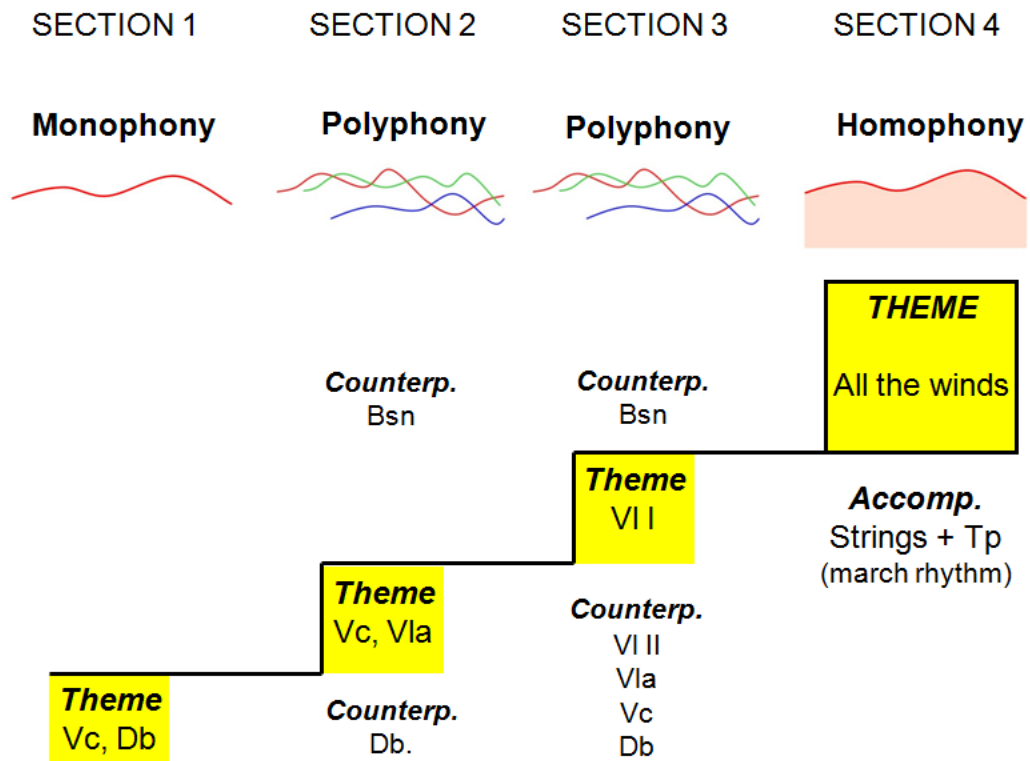 SECTION 1
SECTION 2
SECTION 3
SECTION 4
Monophony
Polyphony
Polyphony
Homophony
Theme
Vc, Db
Counterp.
Bsn
Theme
Vc, Vla
Counterp.
Db.
Counterp.
Bsn
Theme
Vl I
Counterp.
Vl II
Vla
Vc
Db
THEME
All the winds
Accomp.
Strings + Tp
(march rhythm)